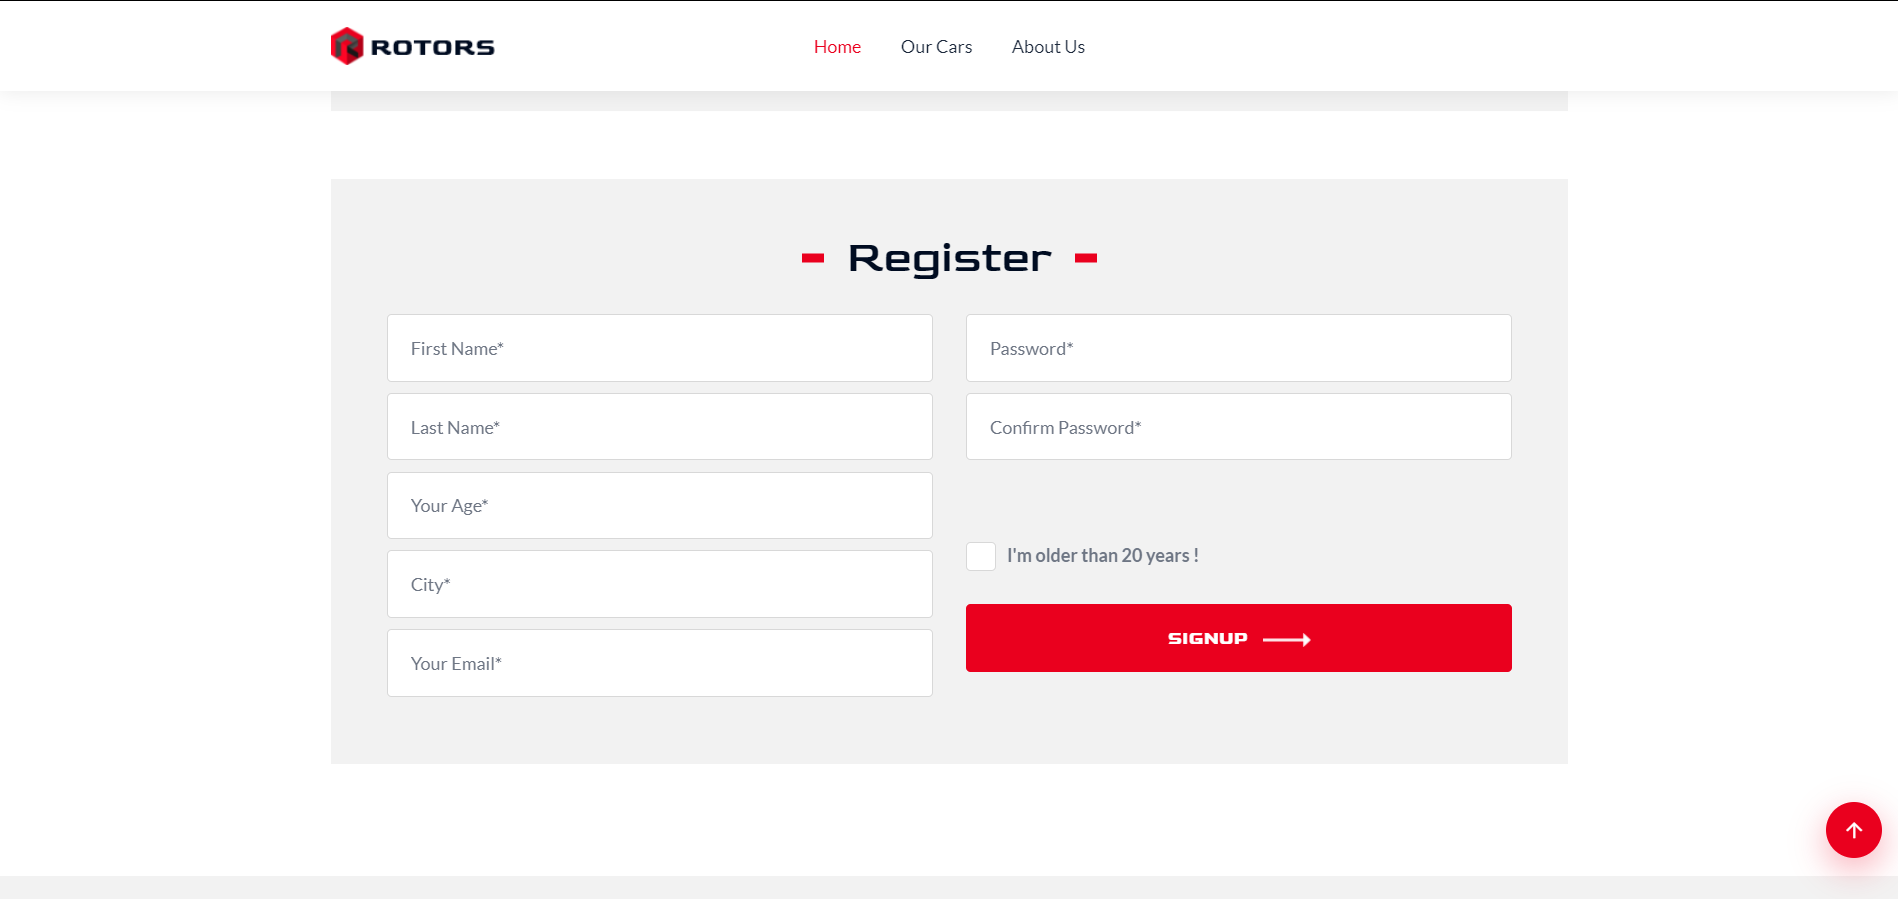 ROTORS
Home
Our Cars
About Us
Register
First Name*
Last Name*
Your Age*
City*
Your Email*
Password*
Confirm Password*
I'm older than 20 years !
SIGNUP